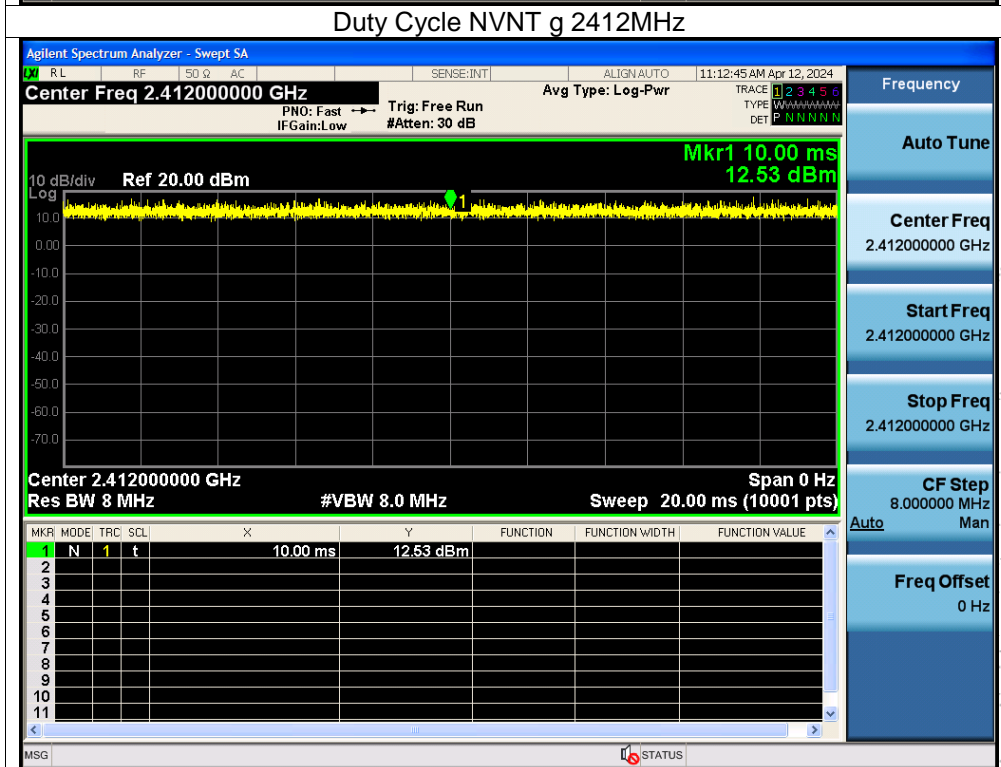 Duty Cycle NVNT g 2412MHz
Agilent Spectrum Analyzer - Swept SA
LXI RL RF 50 Ω AC SENSE:INT ALIGN AUTO 11:12:45 AM Apr 12, 2024
Center Freq 2.412000000 GHz Avg Type: Log-Pwr TRACE 1 2 3 4 5 6
PNO: Fast Trig: Free Run TYPE WWWWWW
IFGain:Low #Atten: 30 dB DET P N N N N N
Frequency
Mkr1 10.00 ms
10 dB/div Ref 20.00 dBm 12.53 dBm
Log
1
10.0
0.00
-10.0
-20.0
-30.0
-40.0
-50.0
-60.0
-70.0
Center 2.412000000 GHz Span 0 Hz
Res BW 8 MHz #VBW 8.0 MHz Sweep 20.00 ms (10001 pts)
MKR MODE TRC SCL X Y FUNCTION FUNCTION WIDTH FUNCTION VALUE
1 N 1 t 10.00 ms 12.53 dBm
2
3
4
5
6
7
8
9
10
11
MSG STATUS
Auto Tune
Center Freq
2.412000000 GHz
Start Freq
2.412000000 GHz
Stop Freq
2.412000000 GHz
CF Step
8.000000 MHz
Auto Man
Freq Offset
0 Hz